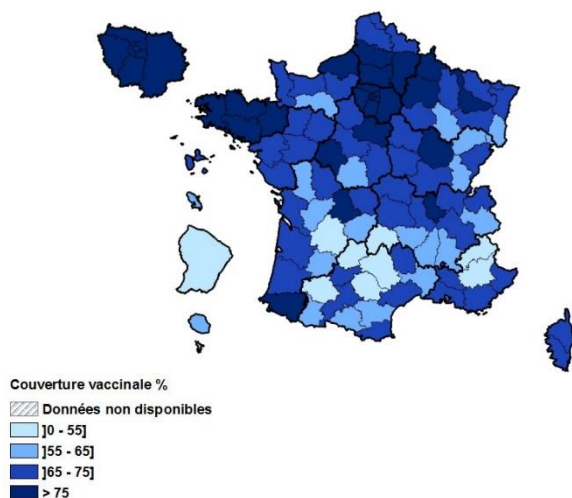 Couverture vaccinale %
Données non disponibles
]0 - 55]
]55 - 65]
]65 - 75]
> 75